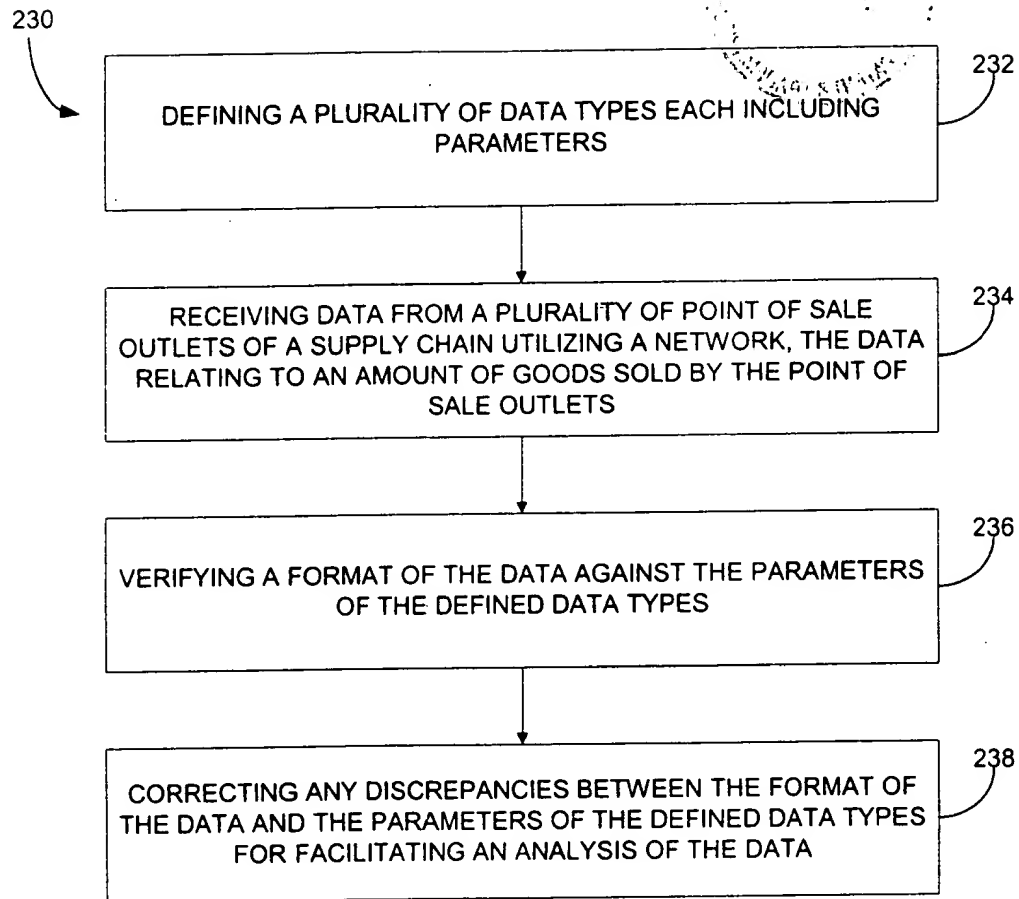 230
232
DEFINING A PLURALITY OF DATA TYPES EACH INCLUDING
PARAMETERS
234
RECEIVING DATA FROM A PLURALITY OF POINT OF SALE
OUTLETS OF A SUPPLY CHAIN UTILIZING A NETWORK, THE DATA
RELATING TO AN AMOUNT OF GOODS SOLD BY THE POINT OF
SALE OUTLETS
236
VERIFYING A FORMAT OF THE DATA AGAINST THE PARAMETERS
OF THE DEFINED DATA TYPES
238
CORRECTING ANY DISCREPANCIES BETWEEN THE FORMAT OF
THE DATA AND THE PARAMETERS OF THE DEFINED DATA TYPES
FOR FACILITATING AN ANALYSIS OF THE DATA